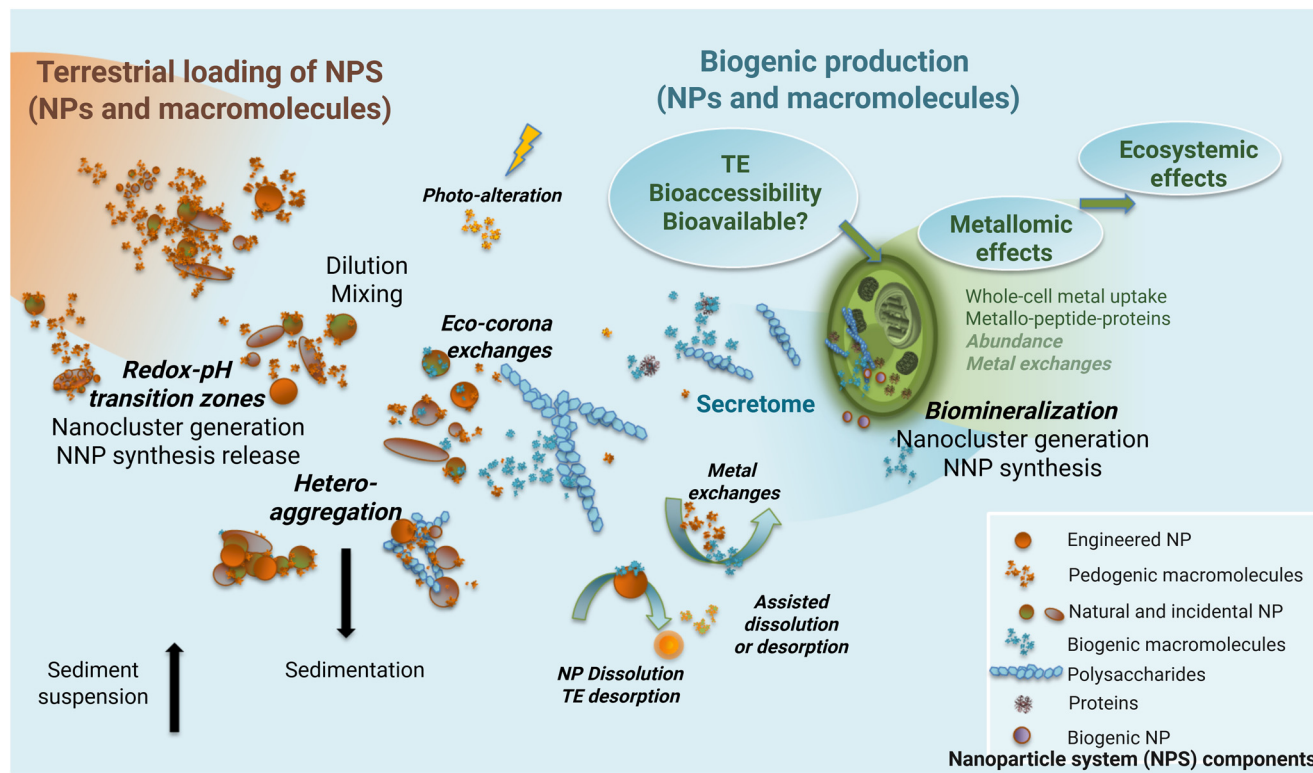 Terrestrial loading of NPS
(NPs and macromolecules)
Biogenic production
(NPs and macromolecules)
Photo-alteration
TE
Bioaccessibility
Bioavailable?
Ecosystemic
effects
Metallomic
effects
Dilution
Mixing
Whole-cell metal uptake
Metallo-peptide-proteins
Abundance
Metal exchanges
Eco-corona
exchanges
Redox-pH
transition zones
Nanocluster generation
NNP synthesis release
Secretome
Biomineralization
Nanocluster generation
NNP synthesis
Hetero-
aggregation
Metal
exchanges
Assisted
dissolution
or desorption
NP Dissolution
TE desorption
Sediment
suspension
Sedimentation
Engineered NP
Pedogenic macromolecules
Natural and incidental NP
Biogenic macromolecules
Polysaccharides
Proteins
Biogenic NP
Nanoparticle system (NPS) components